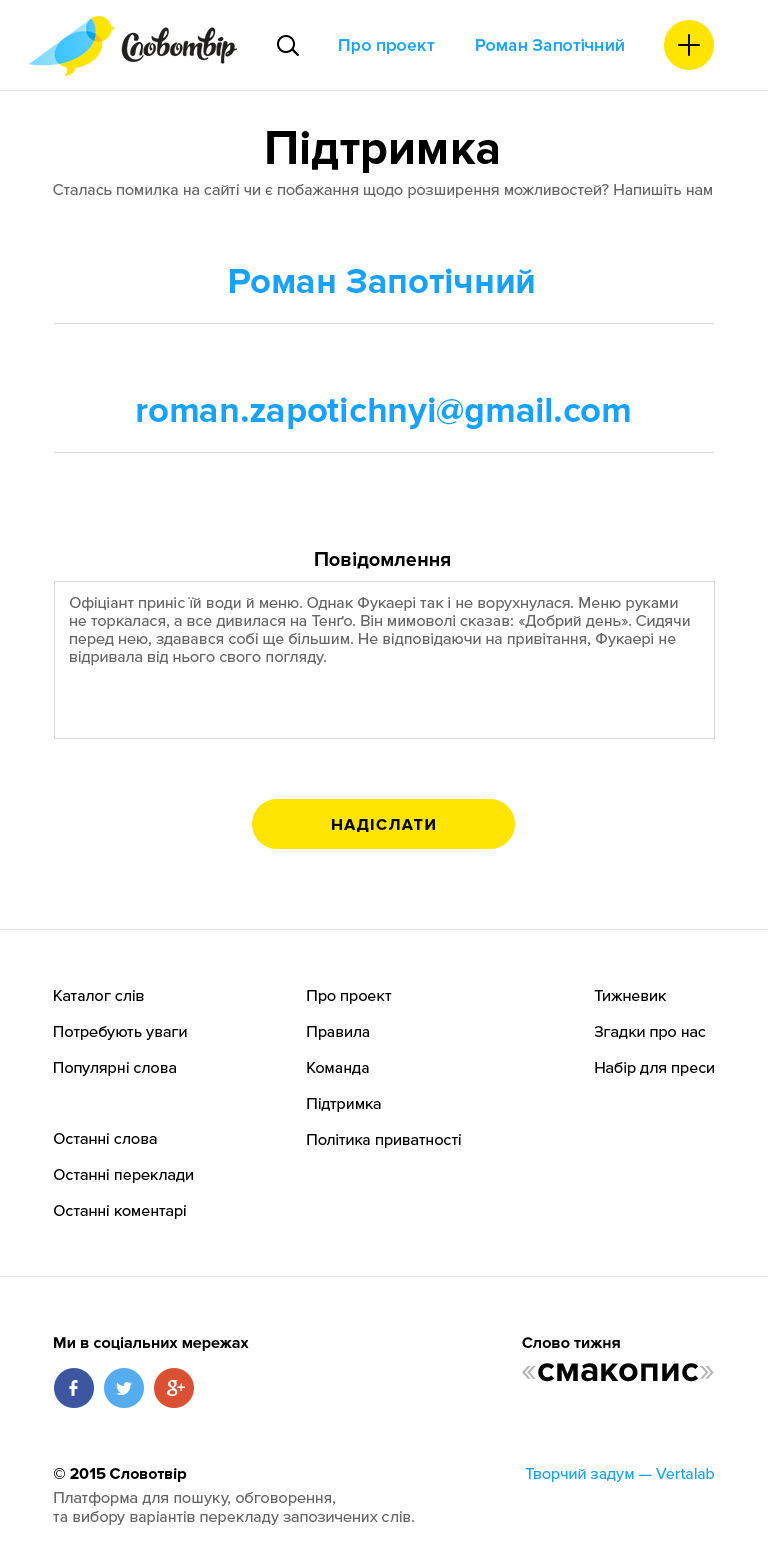 Словотвір
Про проект
Роман Запотічний
Підтримка
Сталась помилка на сайті чи є побажання щодо розширення можливостей? Напишіть нам
Роман Запотічний
roman.zapotichnyi@gmail.com
Повідомлення
Офіціант приніс їй води й меню. Однак Фукаері так і не ворухнулася. Меню руками
не торкалася, а все дивилася на Тенґо. Він мимоволі сказав: «Добрий день». Сидячи
перед нею, здавався собі ще більшим. Не відповідаючи на привітання, Фукаері не
відривала від нього свого погляду.
НАДІСЛАТИ
Каталог слів
Потребують уваги
Популярні слова
Останні слова
Останні переклади
Останні коментарі
Про проект
Правила
Команда
Підтримка
Політика приватності
Тижневик
Згадки про нас
Набір для преси
Ми в соціальних мережах
Слово тижня
«смакопис»
© 2015 Словотвір
Платформа для пошуку, обговорення,
та вибору варіантів перекладу запозичених слів.
Творчий задум — Vertalab